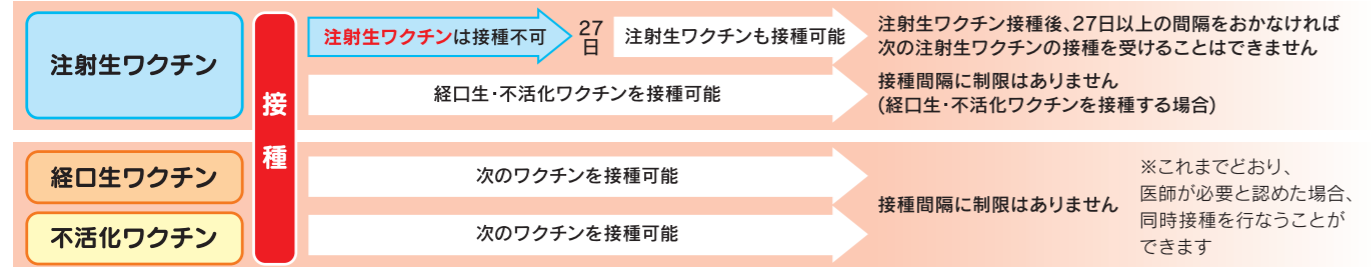 注射生ワクチン
接種
注射生ワクチンは接種不可
27日
注射生ワクチンも接種可能
注射生ワクチン接種後、27日以上の間隔をおかなければ
次の注射生ワクチンの接種を受けることはできません
経口生・不活化ワクチンを接種可能
接種間隔に制限はありません
(経口生・不活化ワクチンを接種する場合)
経口生ワクチン
次のワクチンを接種可能
不活化ワクチン
次のワクチンを接種可能
接種間隔に制限はありません
※これまでどおり、
医師が必要と認めた場合、
同時接種を行なうことが
できます